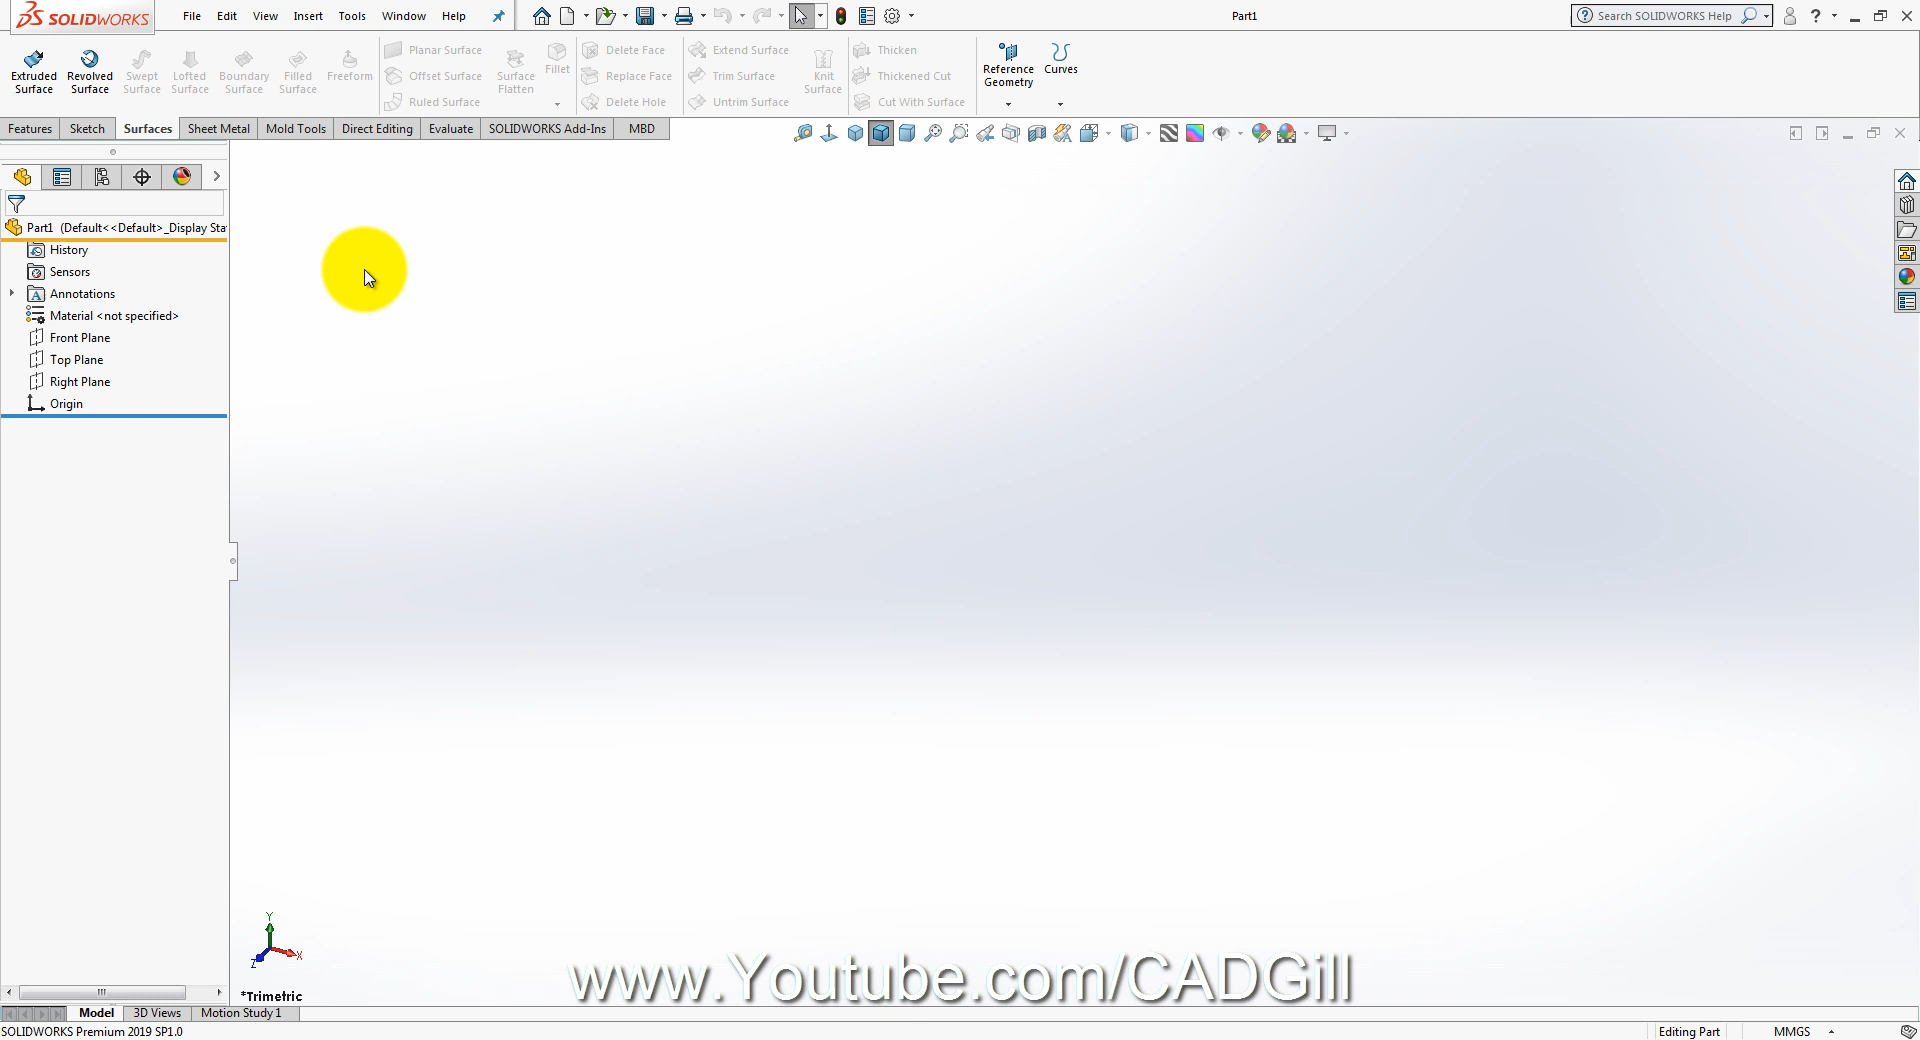 SOLIDWORKS
File Edit View Insert Tools Window Help
Part1
Search SOLIDWORKS Help
Extruded Surface
Revolved Surface
Swept Surface
Lofted Surface
Boundary Surface
Filled Surface
Freeform
Planar Surface
Offset Surface
Ruled Surface
Surface Flatten
Fillet
Delete Face
Replace Face
Delete Hole
Extend Surface
Trim Surface
Untrim Surface
Knit Surface
Thicken
Thickened Cut
Cut With Surface
Reference Geometry
Curves
Features Sketch Surfaces Sheet Metal Mold Tools Direct Editing Evaluate SOLIDWORKS Add-Ins MBD
Part1 (Default<<Default>_Display Sta
History
Sensors
Annotations
Material <not specified>
Front Plane
Top Plane
Right Plane
Origin
Y
X
Z
*Trimetric
www.Youtube.com/CADGill
Model 3D Views Motion Study 1
SOLIDWORKS Premium 2019 SP1.0
Editing Part
MMGS